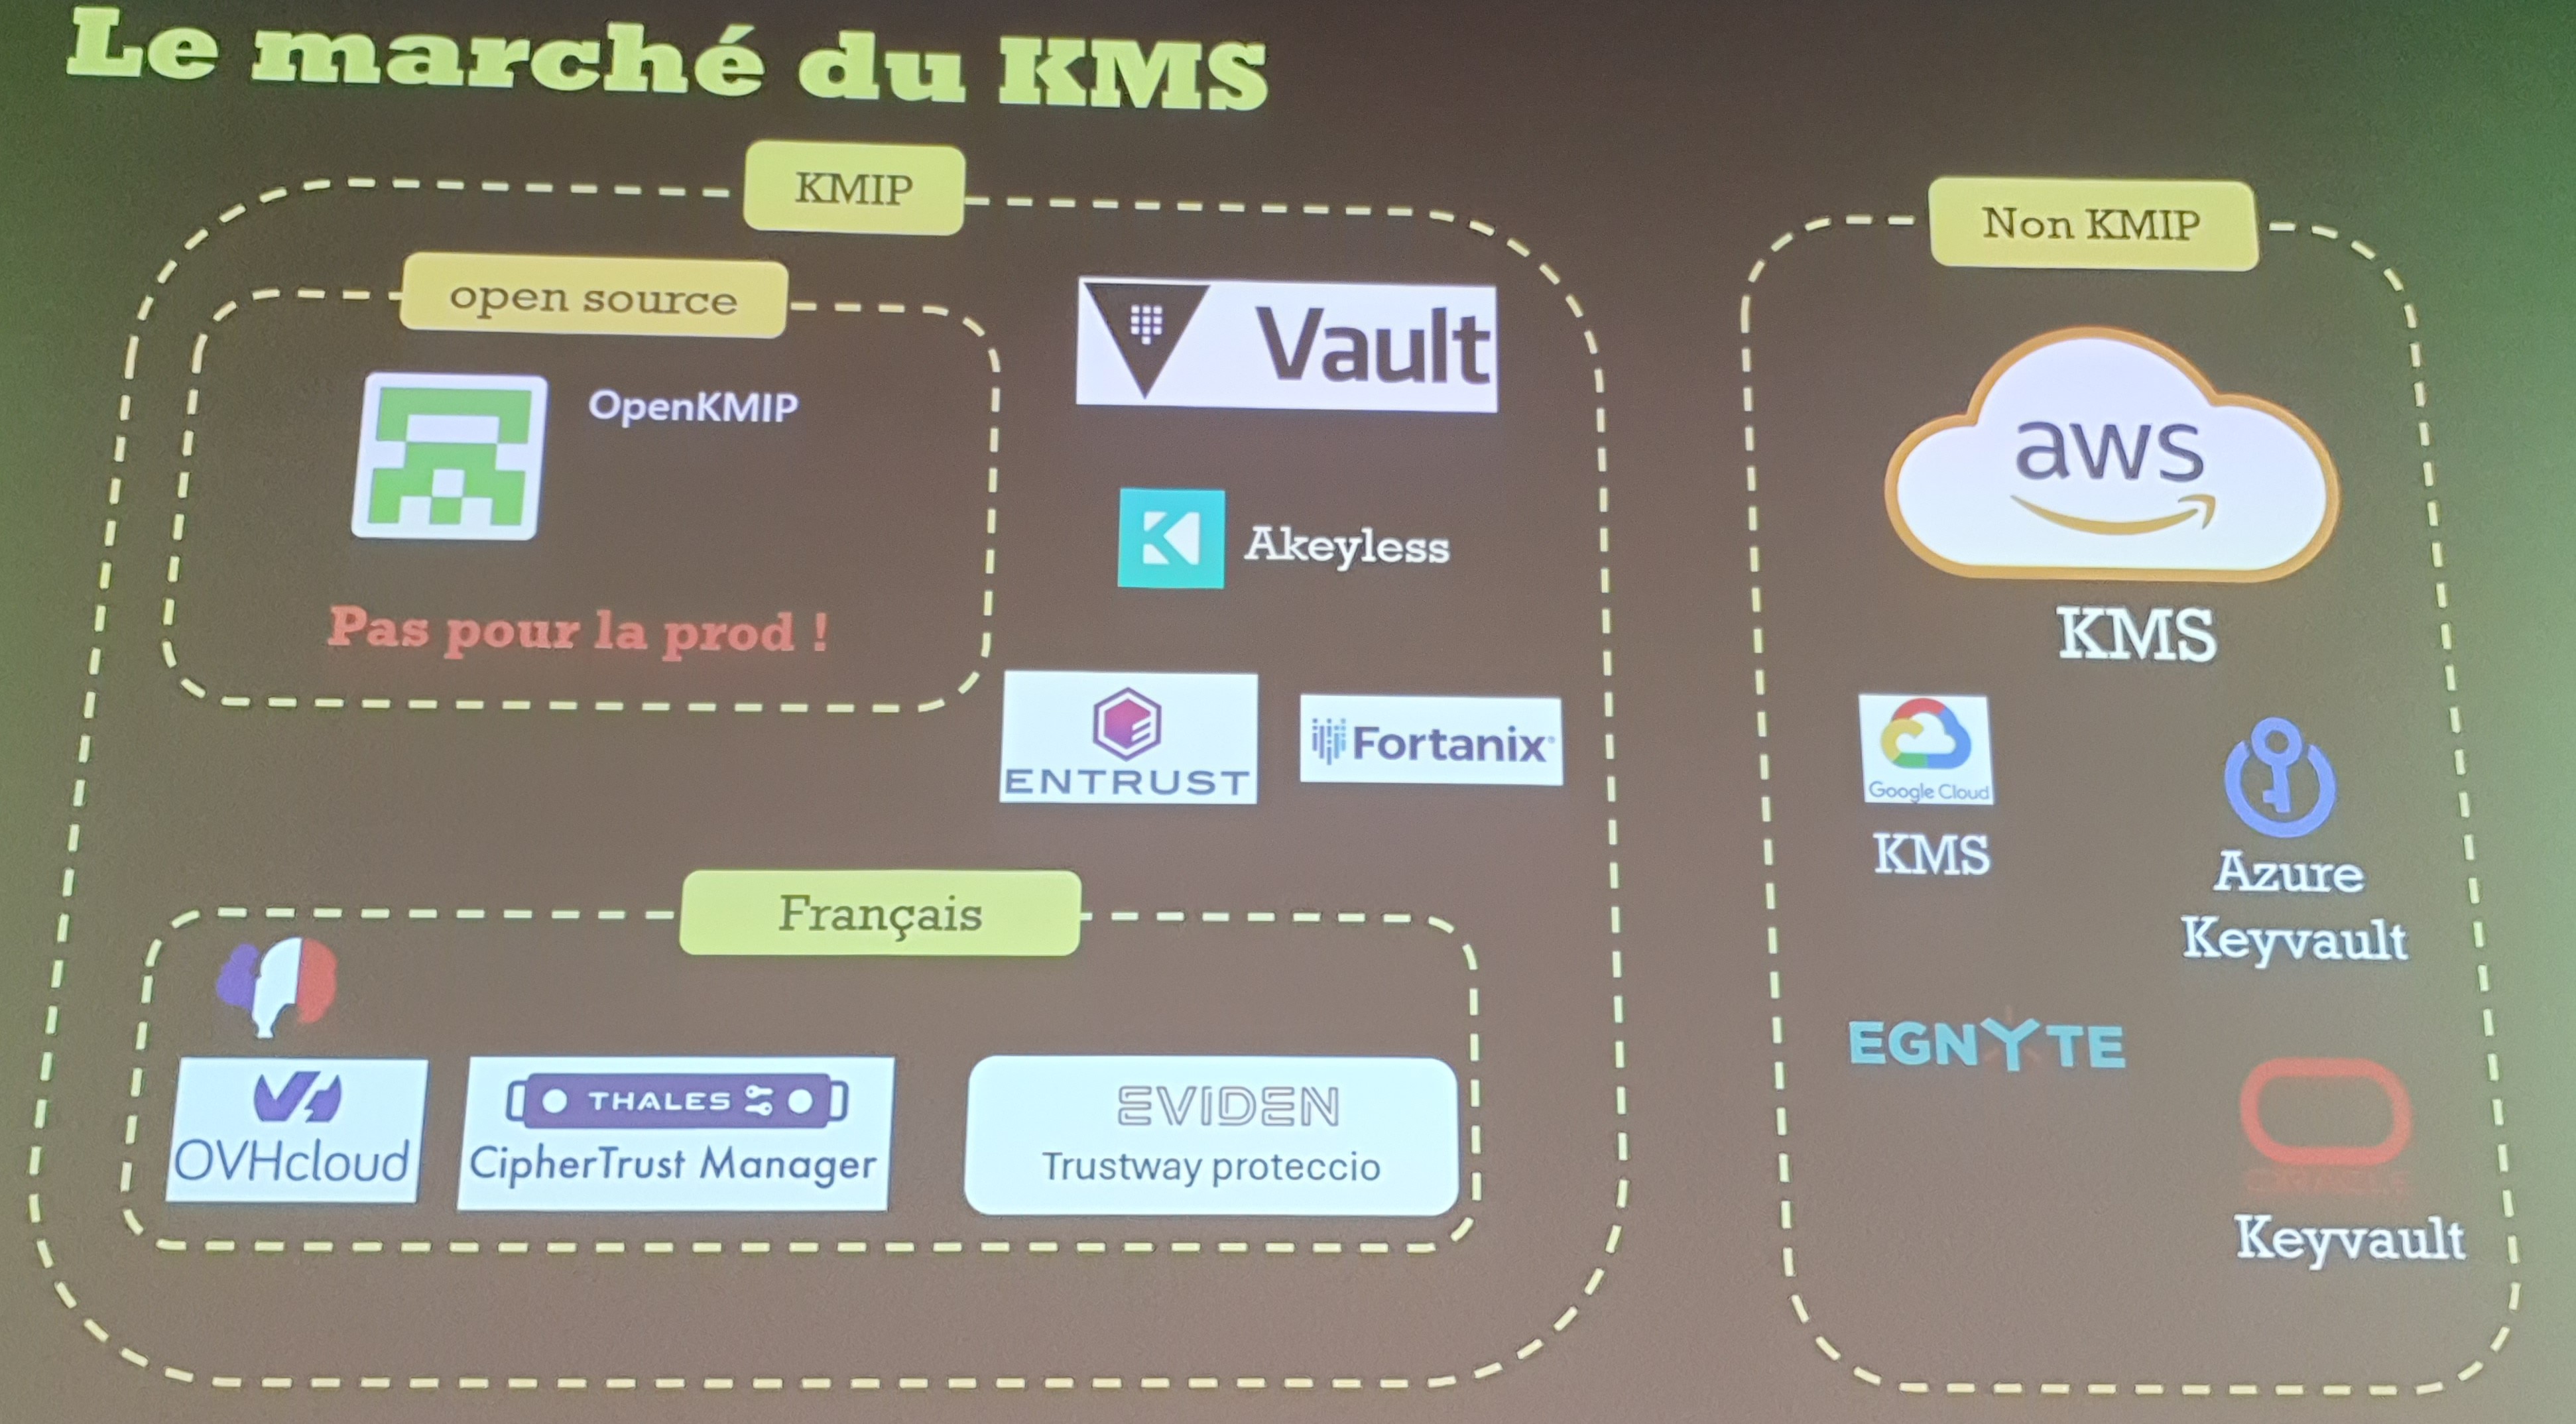 Le marché du KMS
KMIP
open source
OpenKMIP
Pas pour la prod !
Vault
Akeyless
ENTRUST
Fortanix
Français
OVHcloud
THALES
CipherTrust Manager
EVIDEN
Trustway proteccio
Non KMIP
aws
KMS
Google Cloud
KMS
Azure
Keyvault
EGNYTE
ORACLE
Keyvault